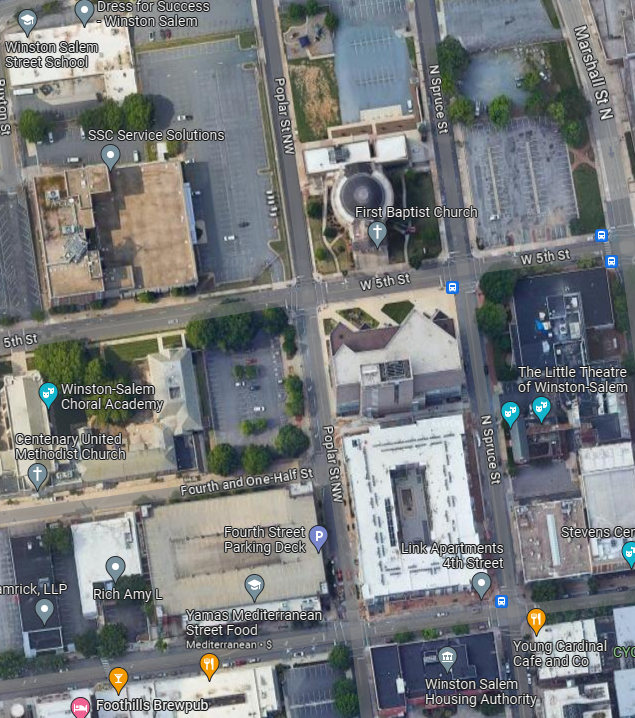 Dress for Success
- Winston Salem
Winston Salem
Street School
Marshall St N
Poplar St NW
N Spruce St
SSC Service Solutions
First Baptist Church
W 5th St
W 5th St
5th St
The Little Theatre
of Winston-Salem
Winston-Salem
Choral Academy
Centenary United
Methodist Church
Poplar St NW
N Spruce St
Fourth and One-Half St
Fourth Street
Parking Deck
P
Link Apartments
4th Street
Stevens Cen
amrick, LLP
Rich Amy L
Yamas Mediterranean
Street Food
Mediterranean • $
Young Cardinal
Cafe and Co
Winston Salem
Housing Authority
Foothills Brewpub